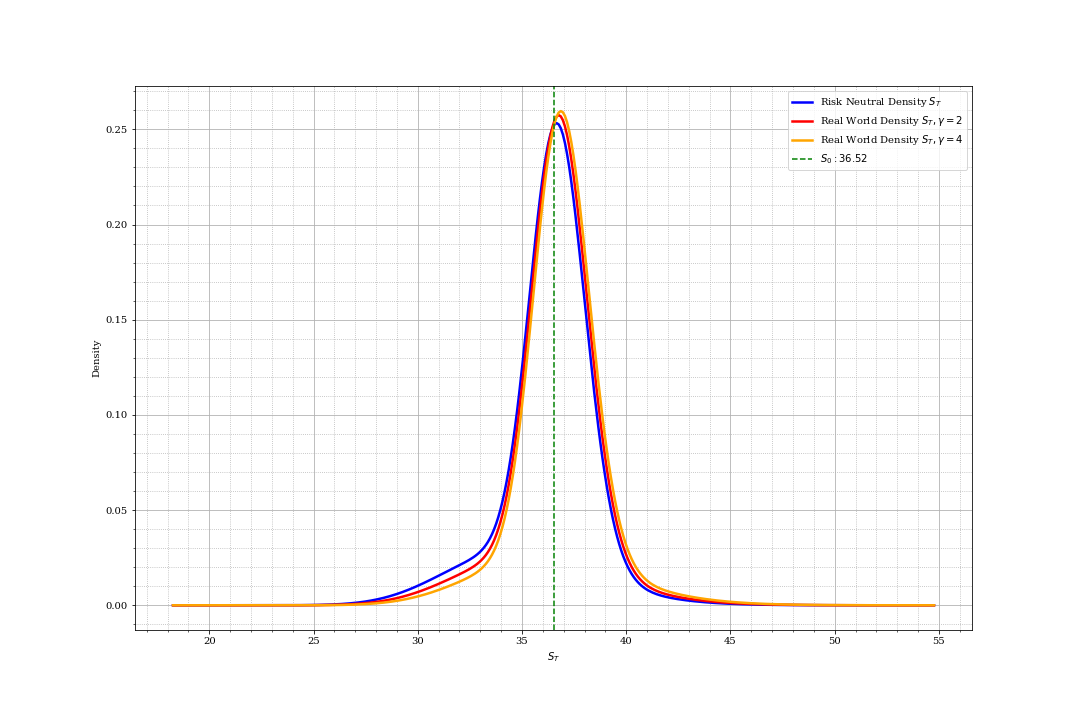 Risk Neutral Density S_T
Real World Density S_T, γ = 2
Real World Density S_T, γ = 4
S_0 : 36.52
0.25
0.20
0.15
0.10
0.05
0.00
Density
20 25 30 35 40 45 50 55
S_T